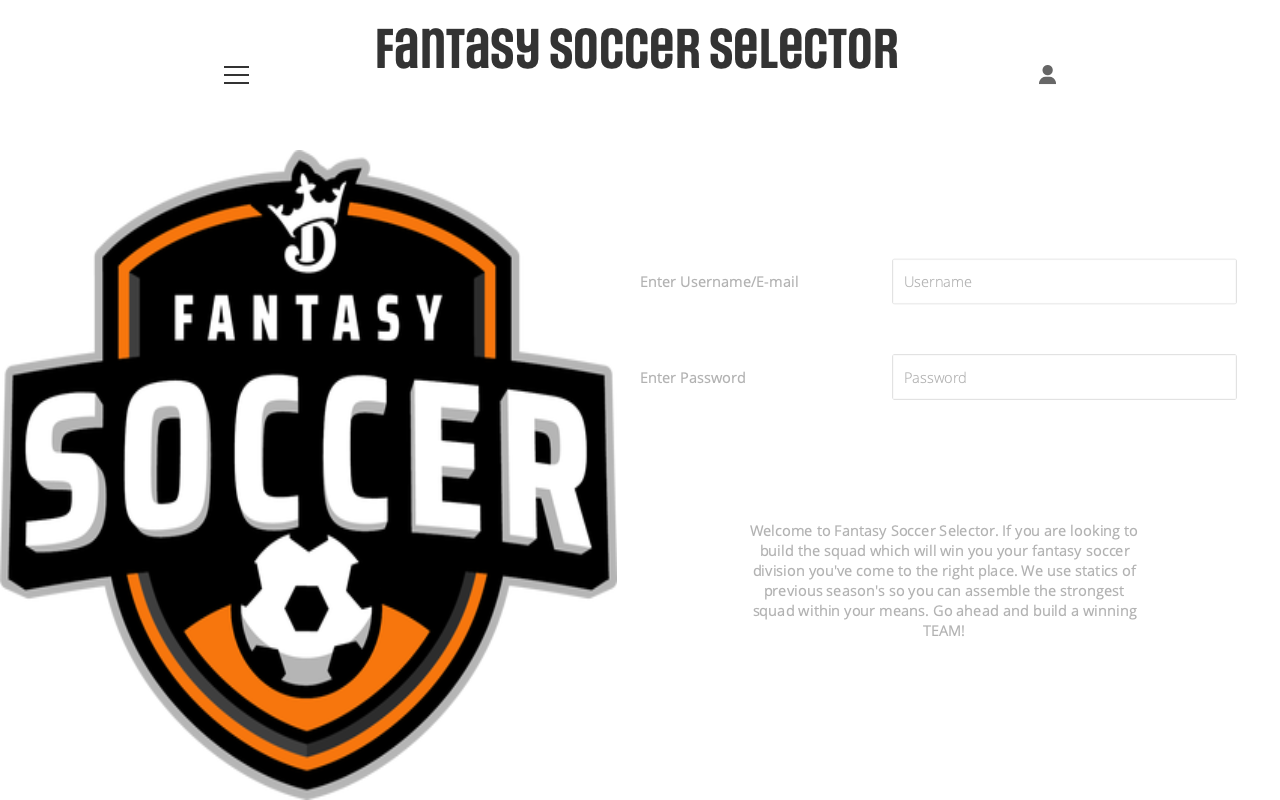 Fantasy Soccer Selector
D
FANTASY
SOCCER
Enter Username/E-mail
Username
Enter Password
Password
Welcome to Fantasy Soccer Selector. If you are looking to
build the squad which will win you your fantasy soccer
division you've come to the right place. We use statics of
previous season's so you can assemble the strongest
squad within your means. Go ahead and build a winning
TEAM!